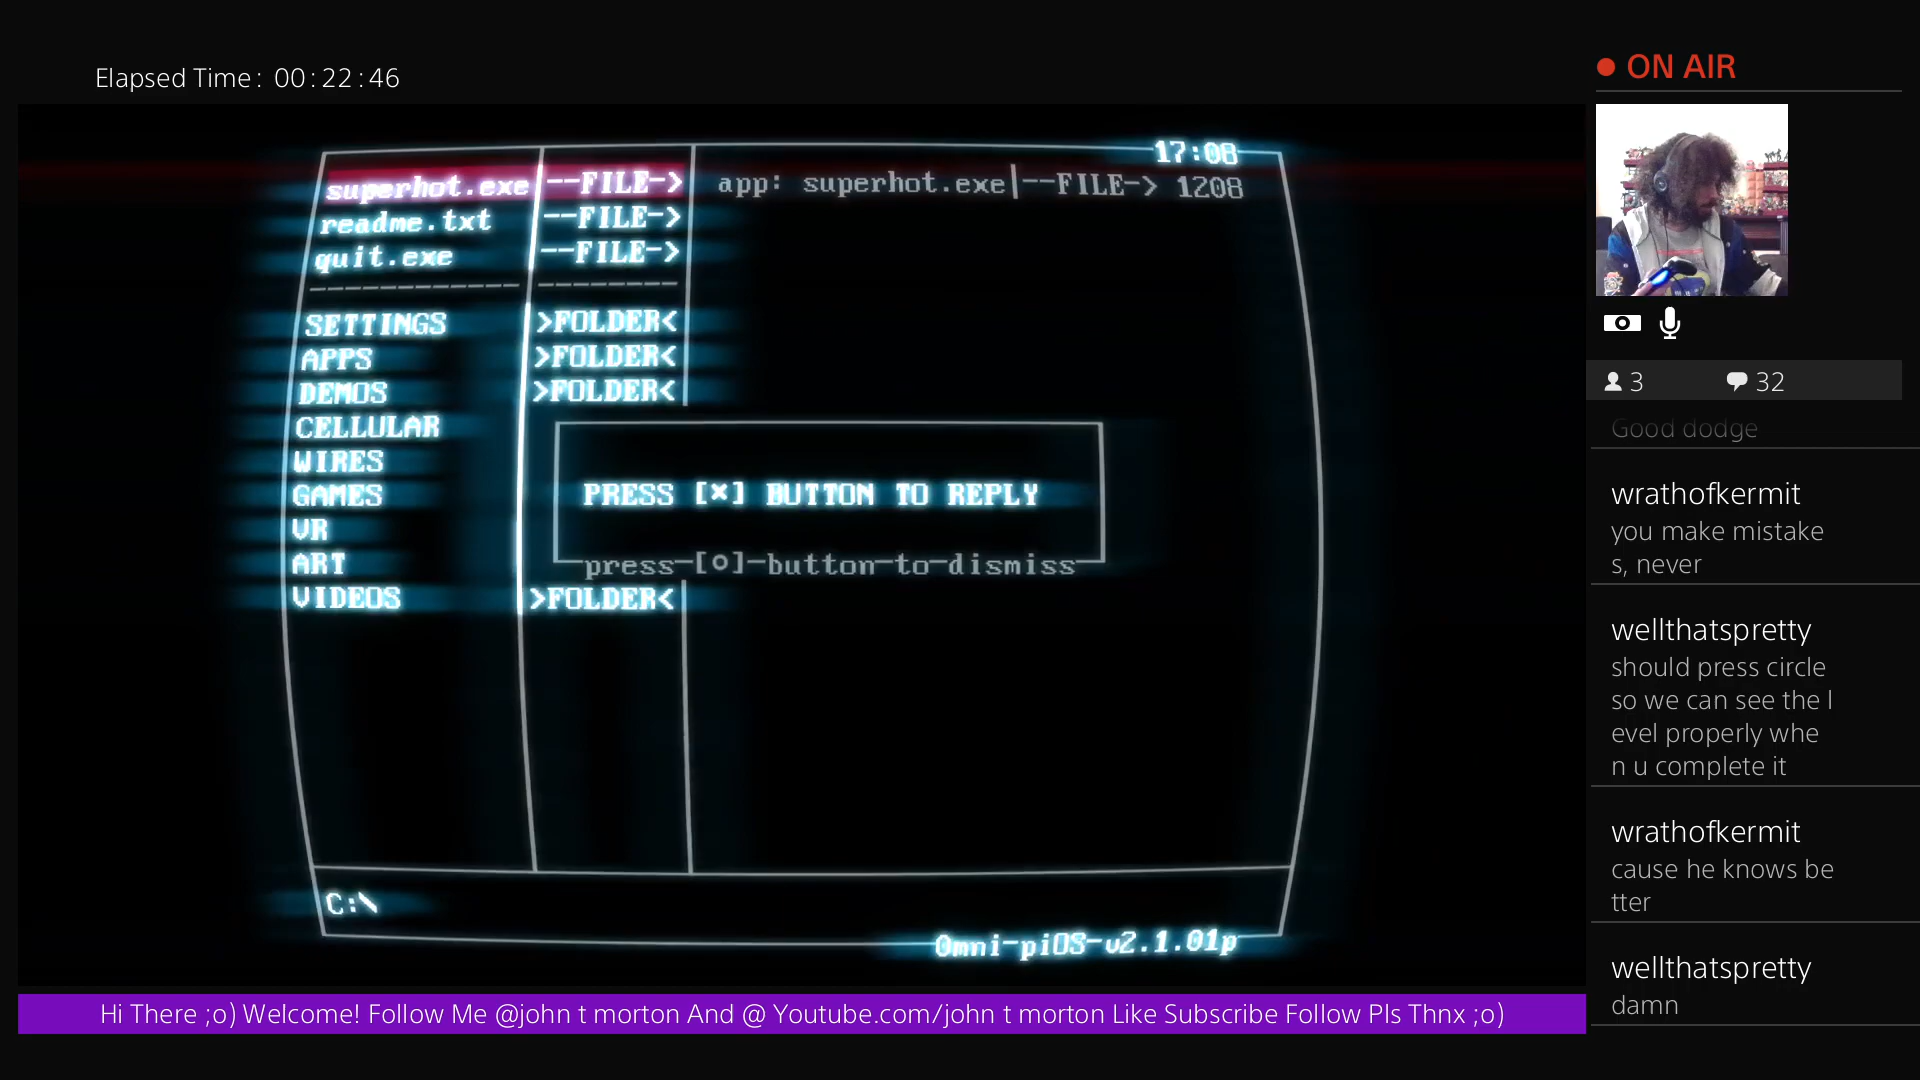 Elapsed Time: 00:22:46
ON AIR
17:08
superhot.exe --FILE->
app: superhot.exe|--FILE-> 1208
readme.txt --FILE->
quit.exe --FILE->
SETTINGS >FOLDER<
APPS >FOLDER<
DEMOS >FOLDER<
CELLULAR
WIRES
GAMES
VR
ART
VIDEOS >FOLDER<
PRESS [×] BUTTON TO REPLY
press-[o]-button-to-dismiss
C:\
Omni-piOS-v2.1.01p
3 32
Good dodge
wrathofkermit
you make mistake
s, never
wellthatspretty
should press circle
so we can see the l
evel properly whe
n u complete it
wrathofkermit
cause he knows be
tter
wellthatspretty
damn
Hi There ;o) Welcome! Follow Me @john t morton And @ Youtube.com/john t morton Like Subscribe Follow Pls Thnx ;o)